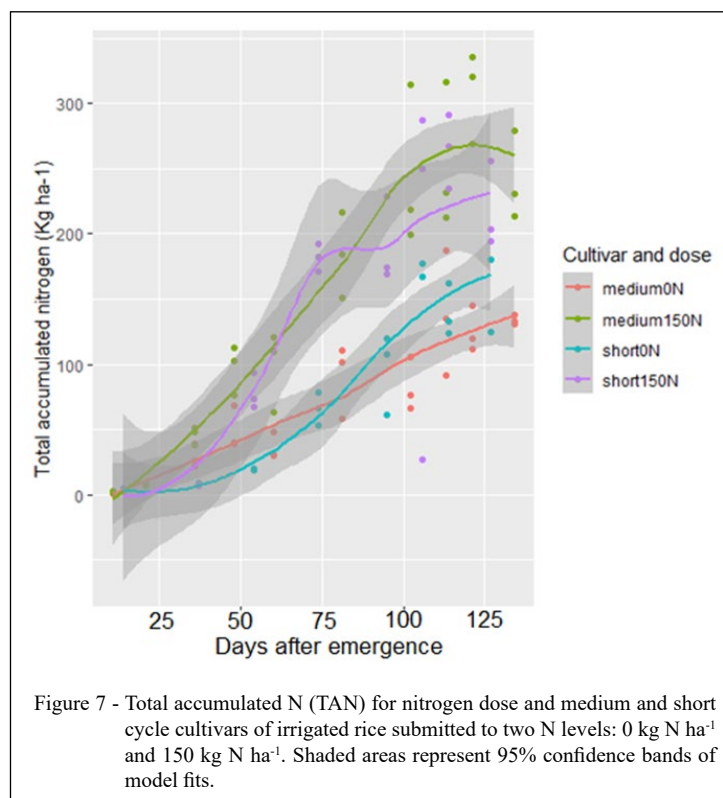 Total accumulated nitrogen (Kg ha-1)
300
200
100
0
25 50 75 100 125
Days after emergence
Cultivar and dose
medium0N
medium150N
short0N
short150N
Figure 7 - Total accumulated N (TAN) for nitrogen dose and medium and short
cycle cultivars of irrigated rice submitted to two N levels: 0 kg N ha⁻¹
and 150 kg N ha⁻¹. Shaded areas represent 95% confidence bands of
model fits.